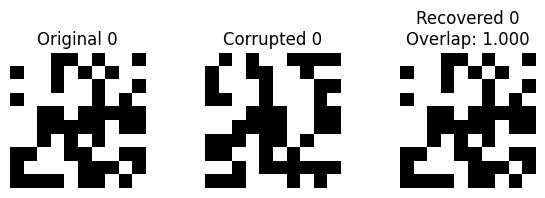 Original 0
Corrupted 0
Recovered 0
Overlap: 1.000